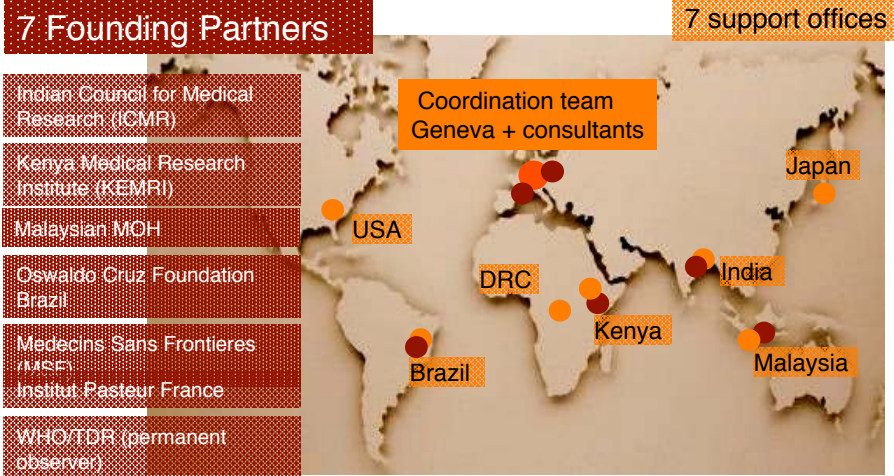 7 Founding Partners
7 support offices
Indian Council for Medical
Research (ICMR)
Kenya Medical Research
Institute (KEMRI)
Malaysian MOH
Oswaldo Cruz Foundation
Brazil
Medecins Sans Frontieres
(MSF)
Institut Pasteur France
WHO/TDR (permanent
observer)
Coordination team
Geneva + consultants
Japan
USA
DRC
India
Kenya
Malaysia
Brazil